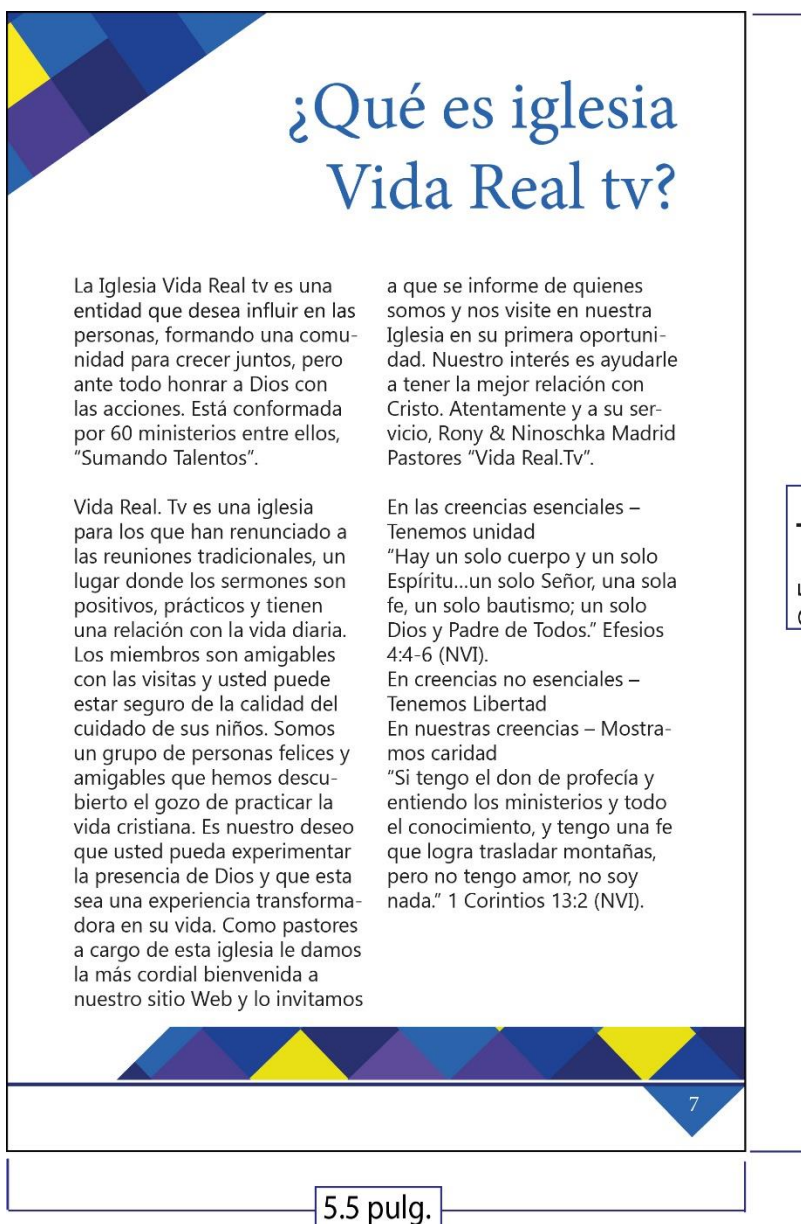 ¿Qué es iglesia
Vida Real tv?
La Iglesia Vida Real tv es una
entidad que desea influir en las
personas, formando una comu-
nidad para crecer juntos, pero
ante todo honrar a Dios con
las acciones. Está conformada
por 60 ministerios entre ellos,
“Sumando Talentos”.
Vida Real. Tv es una iglesia
para los que han renunciado a
las reuniones tradicionales, un
lugar donde los sermones son
positivos, prácticos y tienen
una relación con la vida diaria.
Los miembros son amigables
con las visitas y usted puede
estar seguro de la calidad del
cuidado de sus niños. Somos
un grupo de personas felices y
amigables que hemos descu-
bierto el gozo de practicar la
vida cristiana. Es nuestro deseo
que usted pueda experimentar
la presencia de Dios y que esta
sea una experiencia transforma-
dora en su vida. Como pastores
a cargo de esta iglesia le damos
la más cordial bienvenida a
nuestro sitio Web y lo invitamos
a que se informe de quienes
somos y nos visite en nuestra
Iglesia en su primera oportuni-
dad. Nuestro interés es ayudarle
a tener la mejor relación con
Cristo. Atentamente y a su ser-
vicio, Rony & Ninoschka Madrid
Pastores “Vida Real.Tv”.
En las creencias esenciales –
Tenemos unidad
“Hay un solo cuerpo y un solo
Espíritu...un solo Señor, una sola
fe, un solo bautismo; un solo
Dios y Padre de Todos.” Efesios
4:4-6 (NVI).
En creencias no esenciales –
Tenemos Libertad
En nuestras creencias – Mostra-
mos caridad
“Si tengo el don de profecía y
entiendo los ministerios y todo
el conocimiento, y tengo una fe
que logra trasladar montañas,
pero no tengo amor, no soy
nada.” 1 Corintios 13:2 (NVI).
7
5.5 pulg.